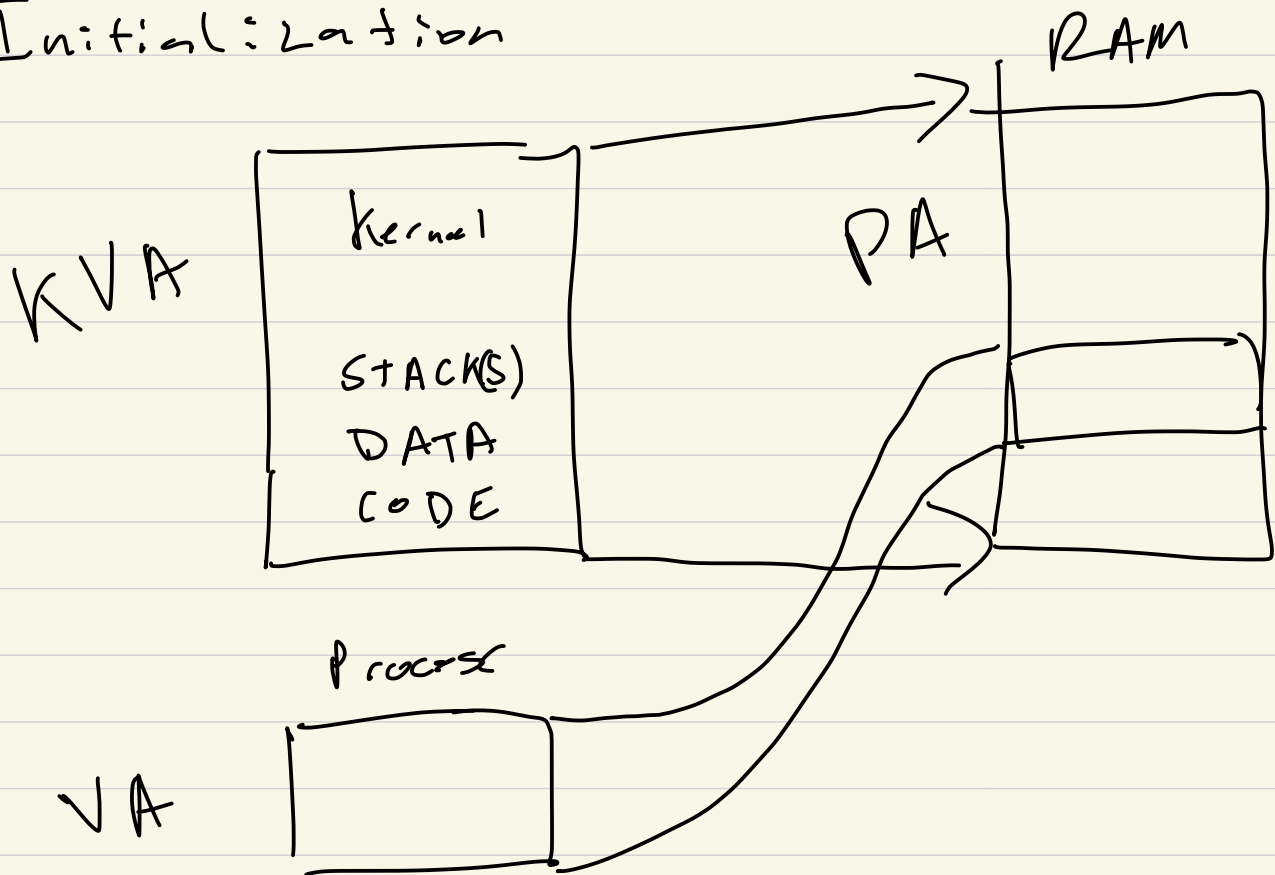 Initialization
RAM
Kernel
PA
KVA
STACK(S)
DATA
CODE
Process
VA